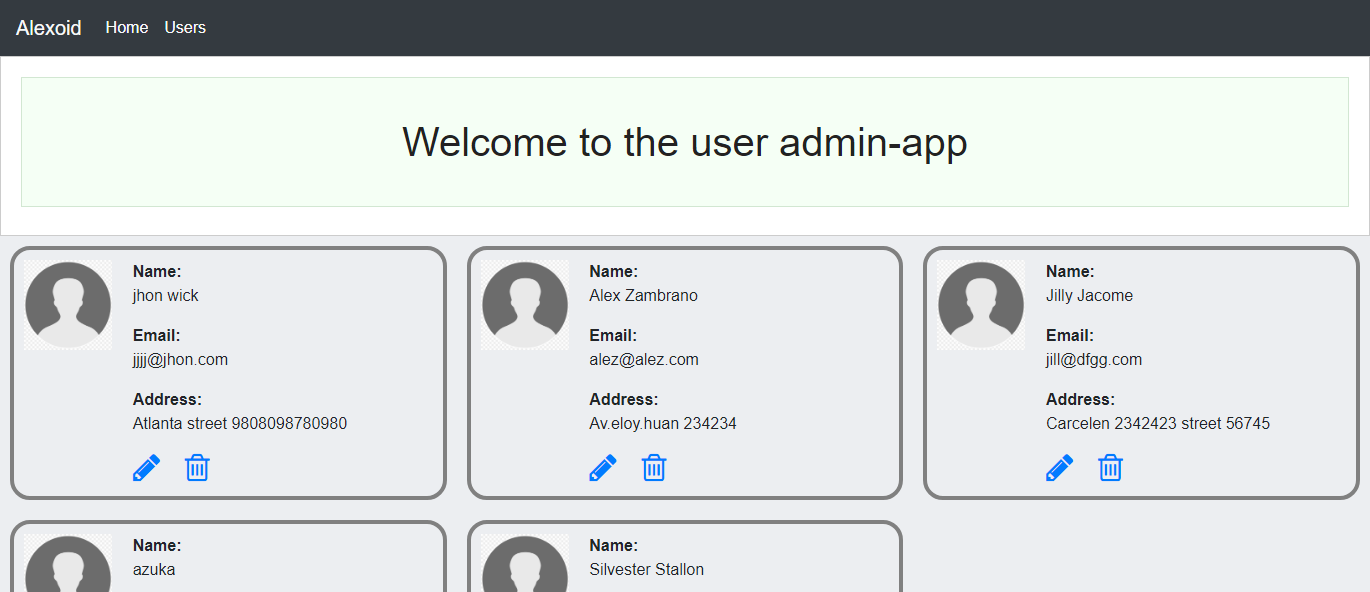 Alexoid Home Users
Welcome to the user admin-app
Name:
jhon wick
Email:
jjjj@jhon.com
Address:
Atlanta street 9808098780980
Name:
Alex Zambrano
Email:
alez@alez.com
Address:
Av.eloy.huan 234234
Name:
Jilly Jacome
Email:
jill@dfgg.com
Address:
Carcelen 2342423 street 56745
Name:
azuka
Name:
Silvester Stallon